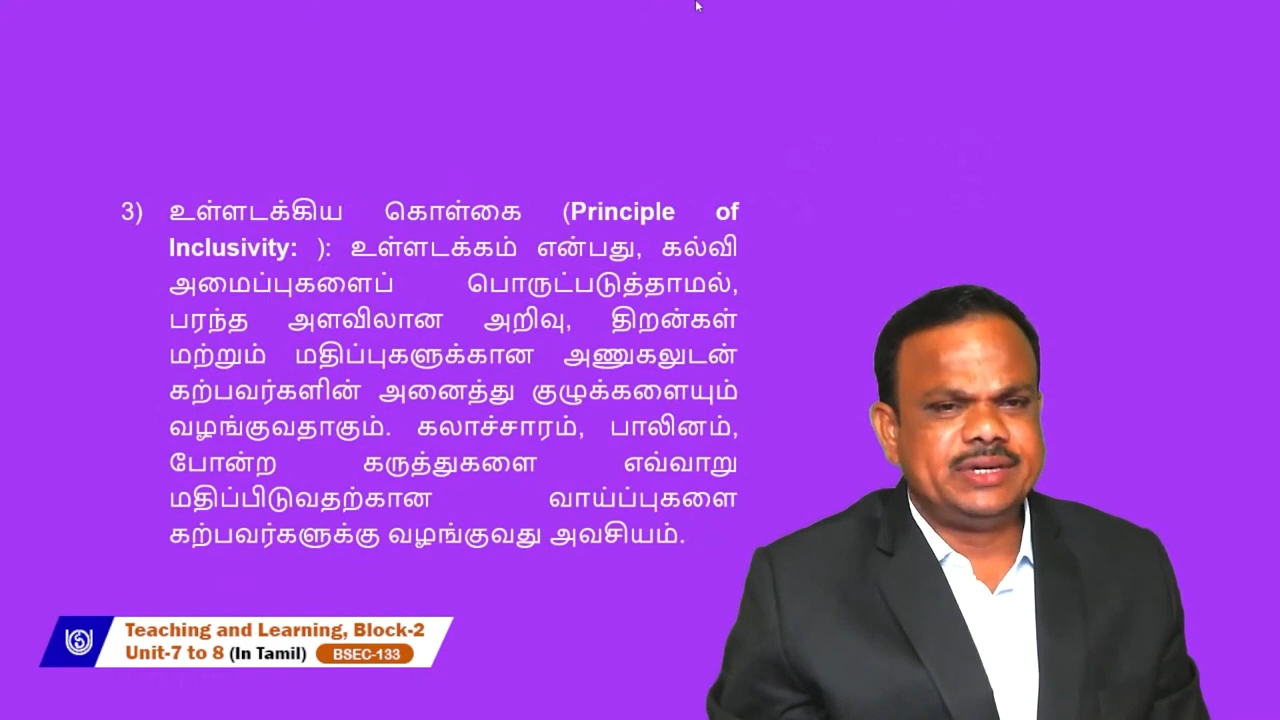 3) உள்ளடக்கிய கொள்கை (Principle of
Inclusivity: ): உள்ளடக்கம் என்பது, கல்வி
அமைப்புகளைப் பொருட்படுத்தாமல்,
பரந்த அளவிலான அறிவு, திறன்கள்
மற்றும் மதிப்புகளுக்கான அணுகலுடன்
கற்பவர்களின் அனைத்து குழுக்களையும்
வழங்குவதாகும். கலாச்சாரம், பாலினம்,
போன்ற கருத்துகளை எவ்வாறு
மதிப்பிடுவதற்கான வாய்ப்புகளை
கற்பவர்களுக்கு வழங்குவது அவசியம்.
Teaching and Learning, Block-2
Unit-7 to 8 (In Tamil) BSEC-133